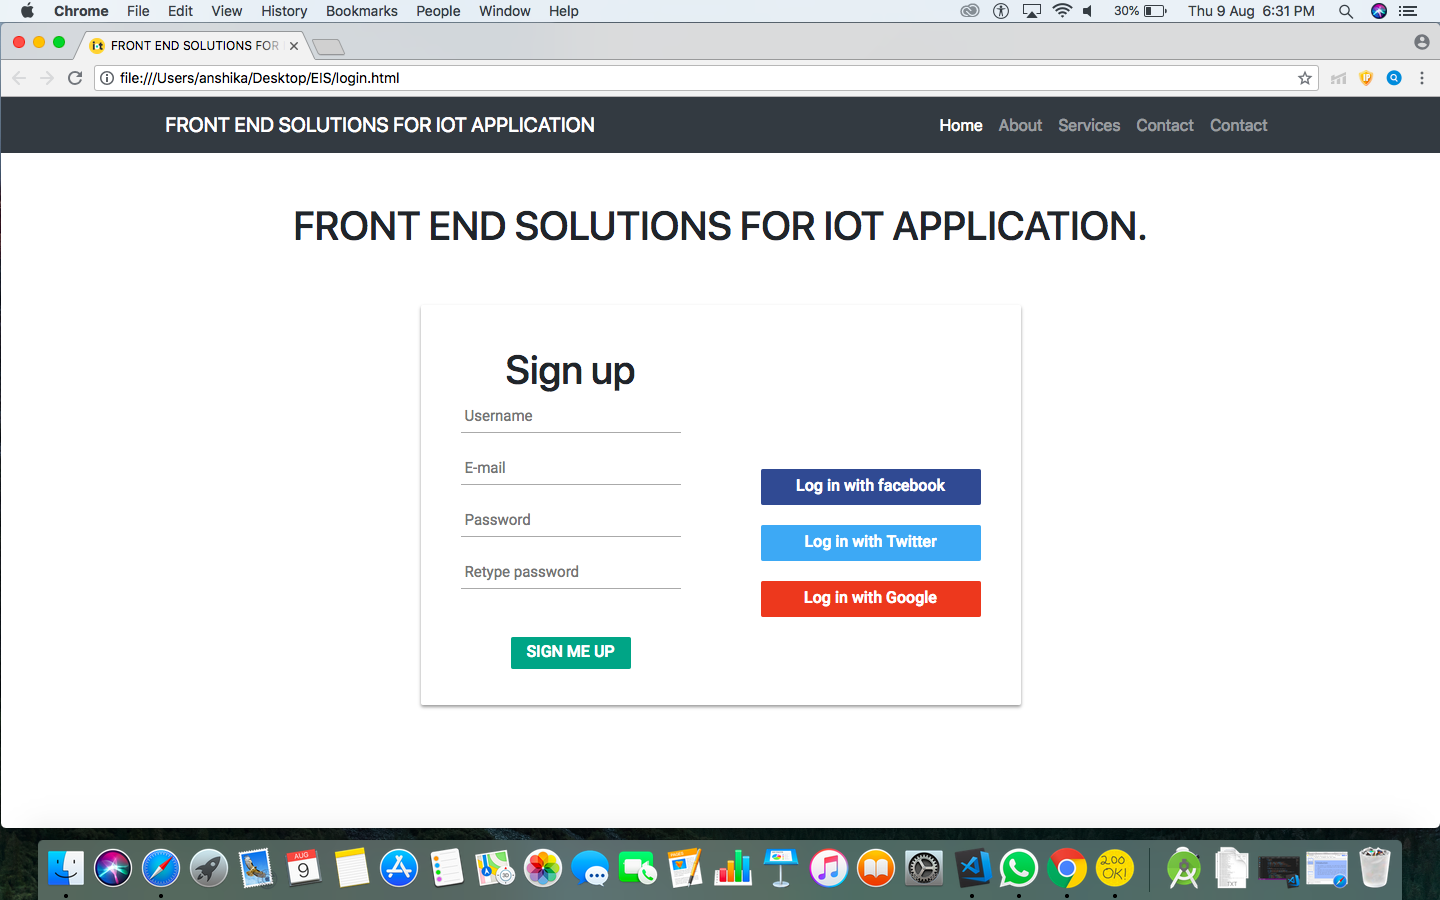 Chrome File Edit View History Bookmarks People Window Help 30% Thu 9 Aug 6:31 PM
i·t FRONT END SOLUTIONS FOR
file:///Users/anshika/Desktop/EIS/login.html
FRONT END SOLUTIONS FOR IOT APPLICATION Home About Services Contact Contact
FRONT END SOLUTIONS FOR IOT APPLICATION.
Sign up
Username
E-mail
Password
Retype password
SIGN ME UP
Log in with facebook
Log in with Twitter
Log in with Google
AUG
9
200
OK!